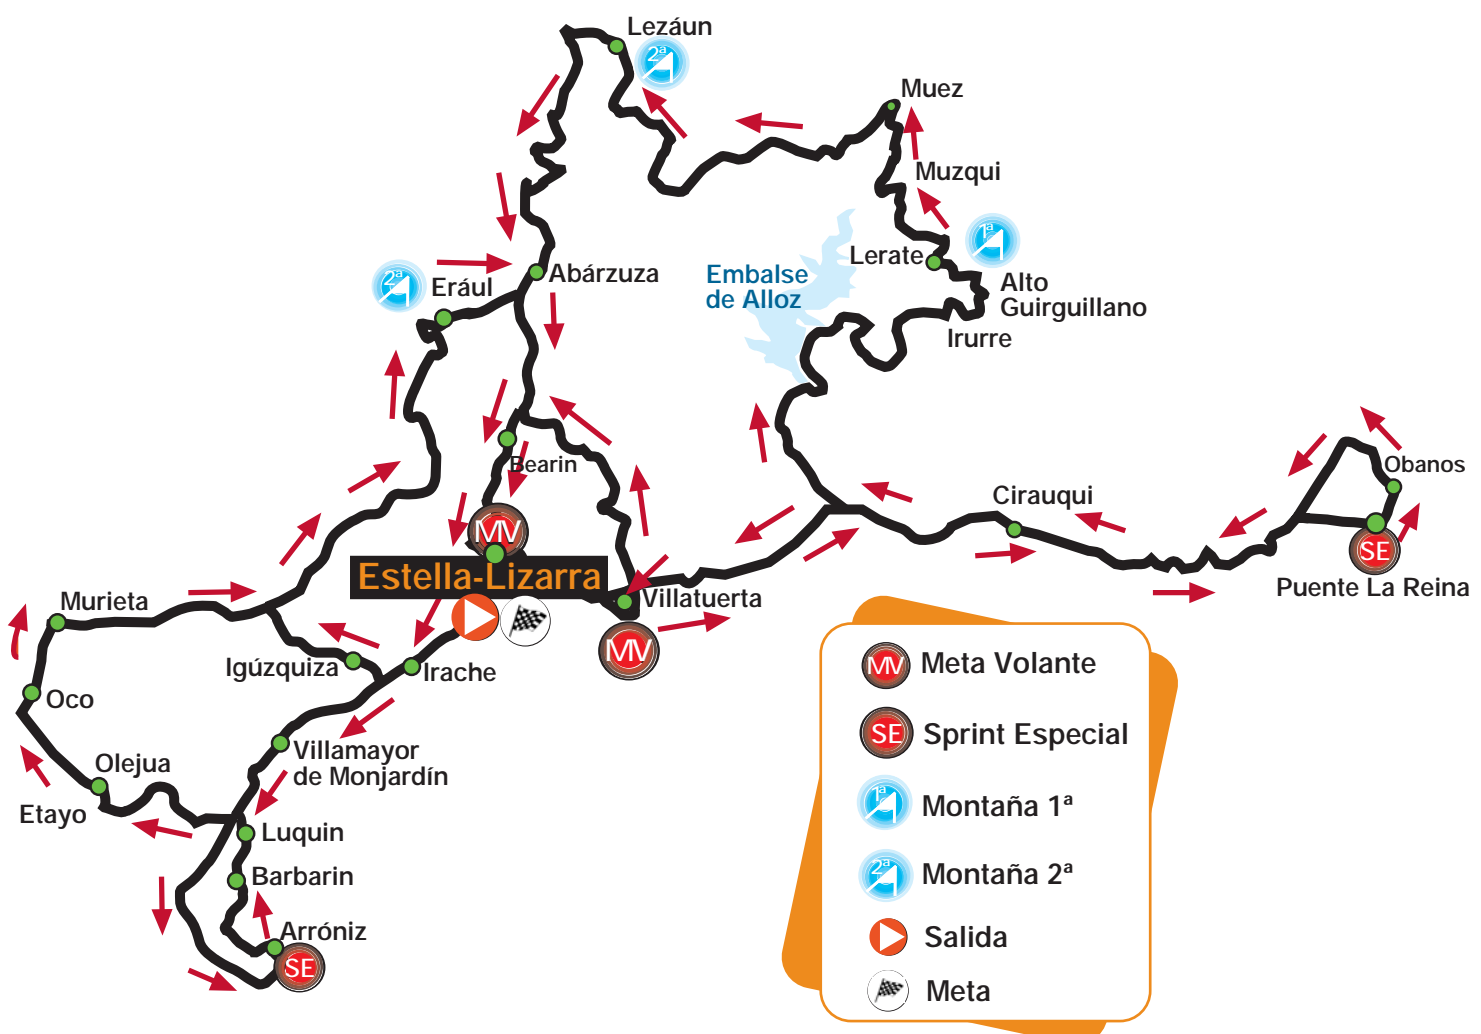 Lezáun
2ª
Muez
Muzqui
1ª
Lerate
Alto
Guirguillano
Embalse
de Alloz
Abárzuza
2ª
Eraúl
Irurre
Bearin
Obanos
Cirauqui
MV
SE
Puente La Reina
Estella-Lizarra
Murieta
Villatuerta
MV
Igúzquiza
Irache
Oco
Villamayor
de Monjardín
Olejua
Etayo
Luquin
Barbarin
Arróniz
SE
MV Meta Volante
SE Sprint Especial
1ª Montaña 1ª
2ª Montaña 2ª
Salida
Meta